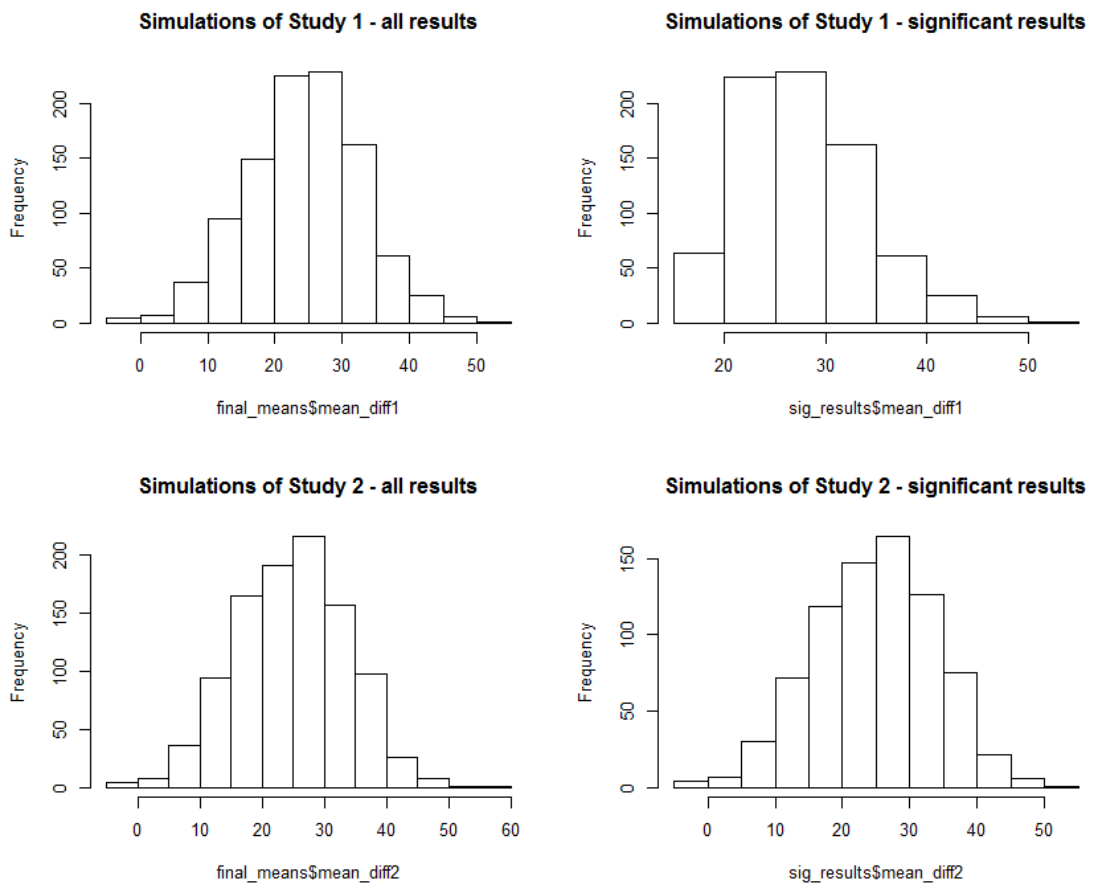 Simulations of Study 1 - all results
Frequency
0 50 100 150 200
0 10 20 30 40 50
final_means$mean_diff1
Simulations of Study 1 - significant results
Frequency
0 50 100 150 200
20 30 40 50
sig_results$mean_diff1
Simulations of Study 2 - all results
Frequency
0 50 100 150 200
0 10 20 30 40 50 60
final_means$mean_diff2
Simulations of Study 2 - significant results
Frequency
0 50 100 150
0 10 20 30 40 50
sig_results$mean_diff2